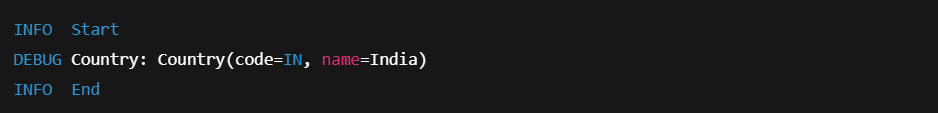 INFO  Start
DEBUG Country: Country(code=IN, name=India)
INFO  End